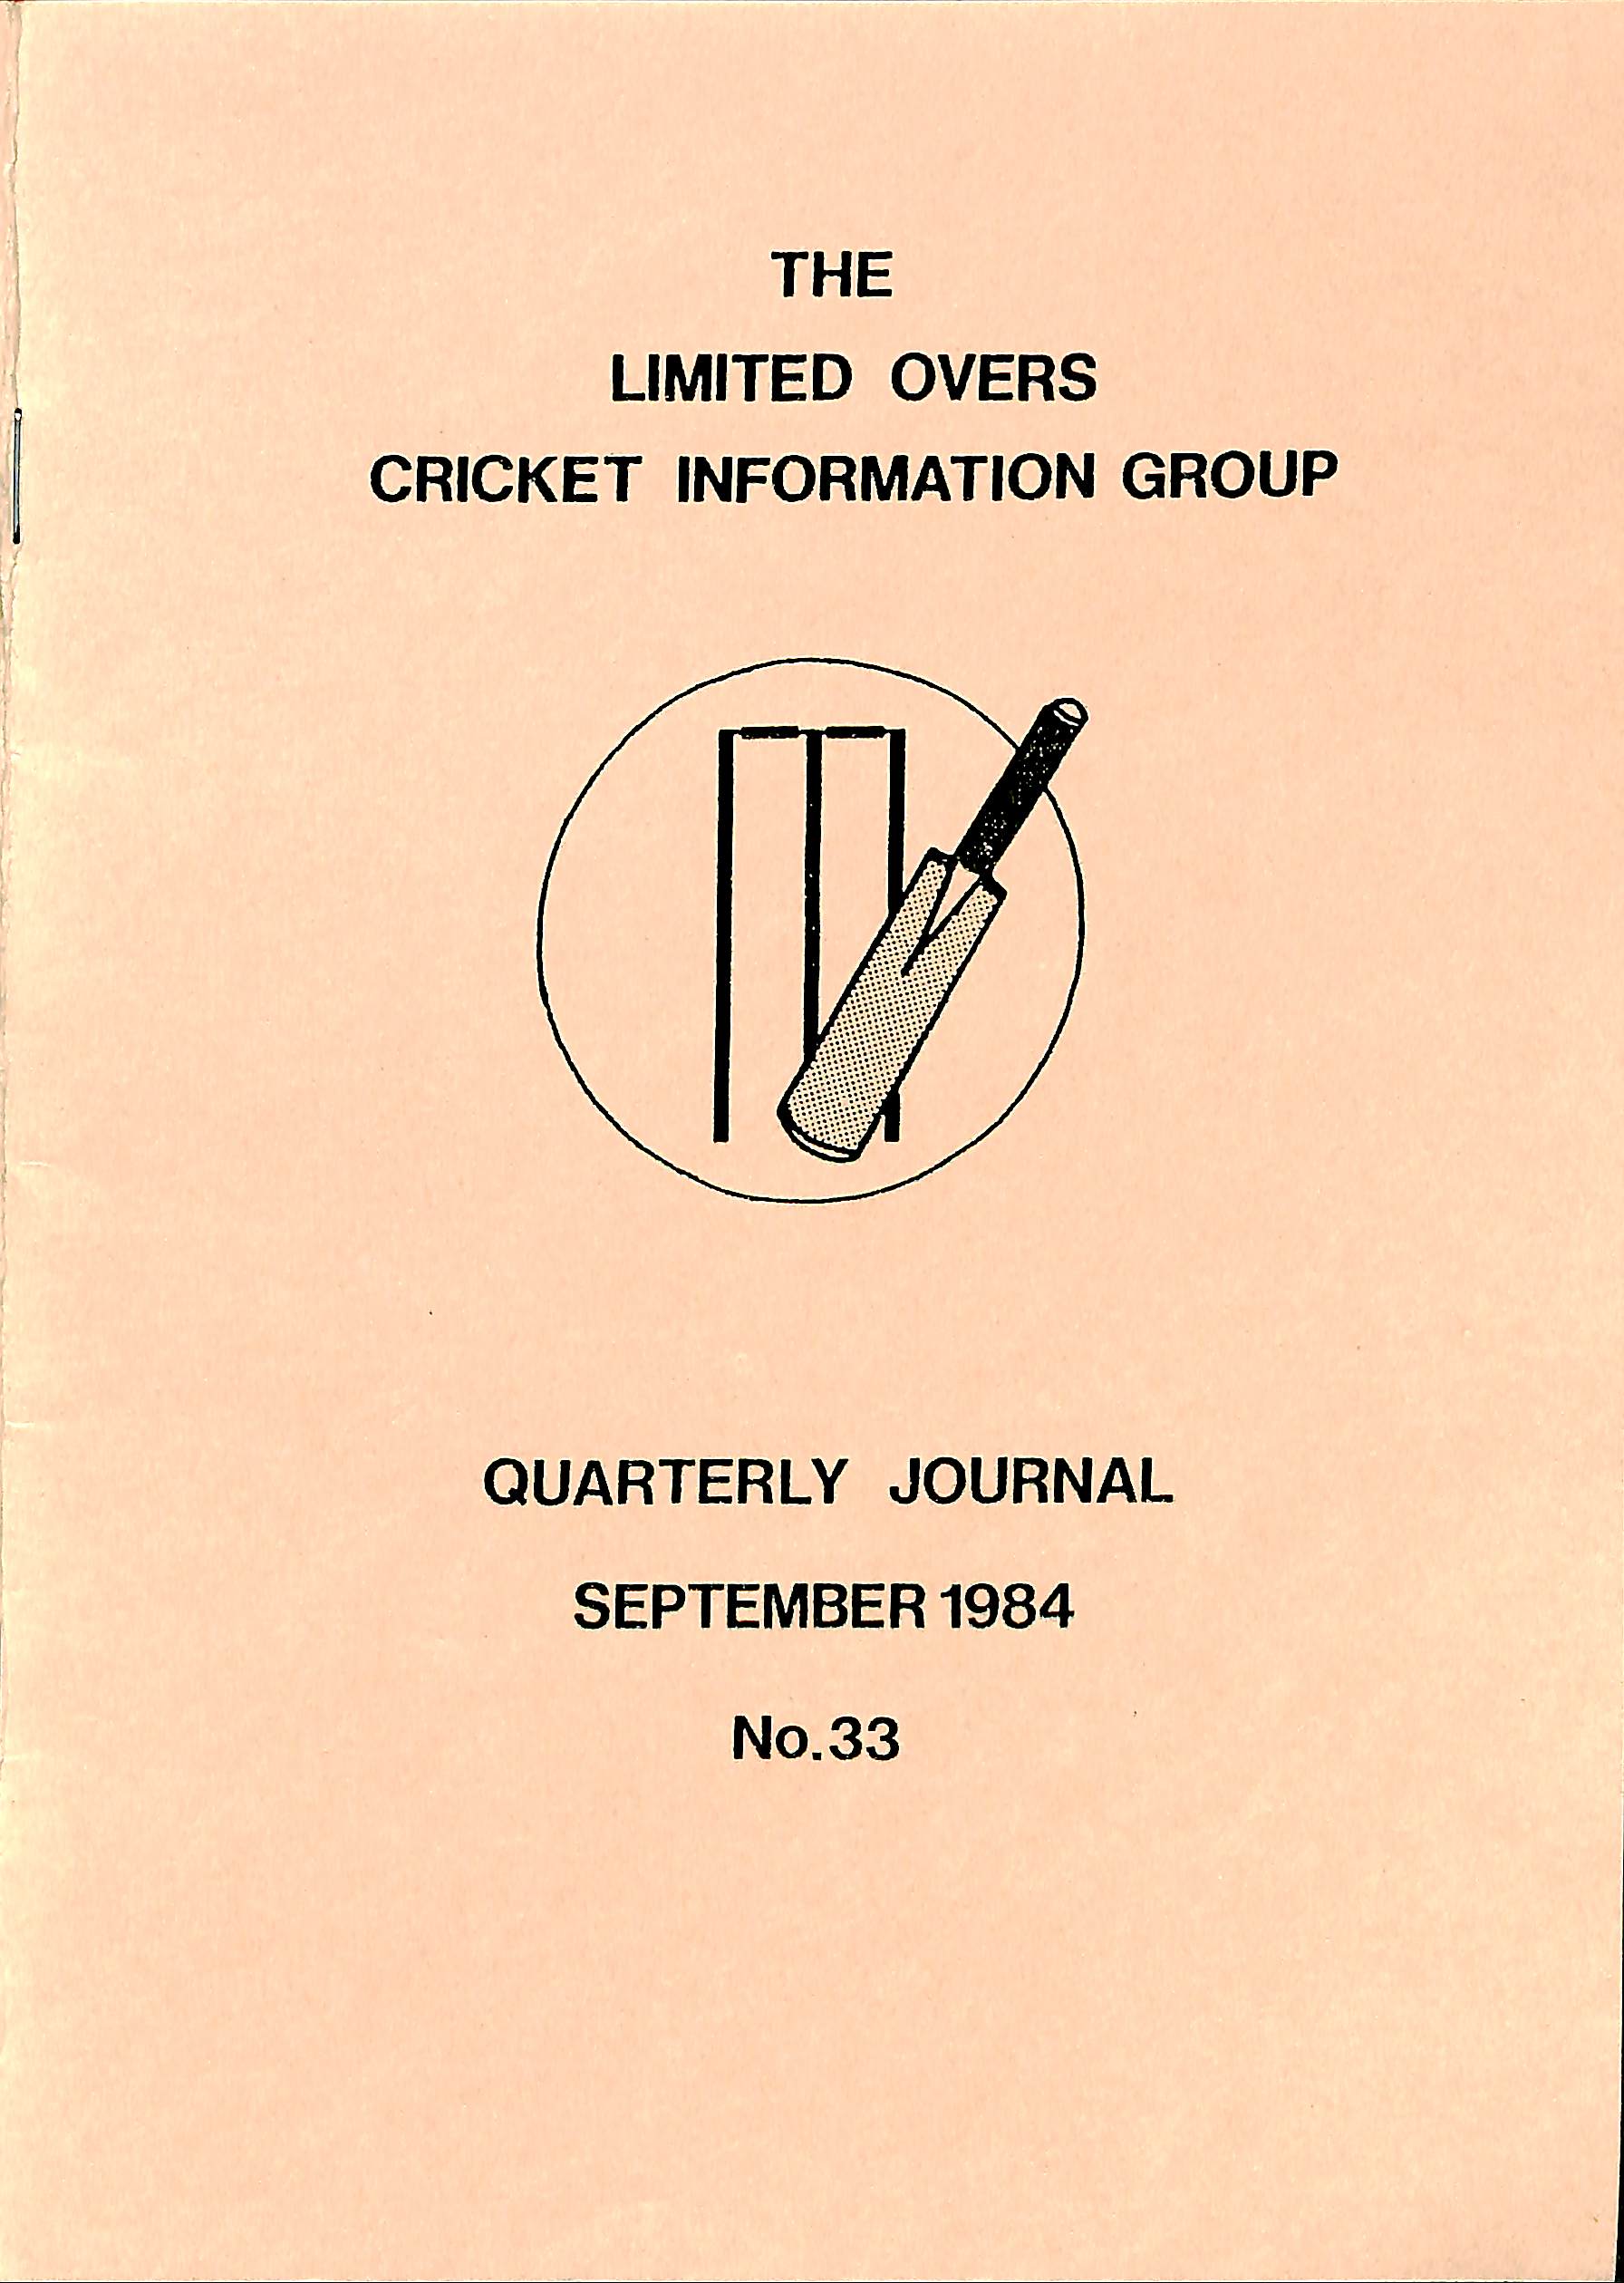 THE
LIMITED OVERS
CRICKET INFORMATION GROUP
QUARTERLY JOURNAL
SEPTEMBER 1984
No.33